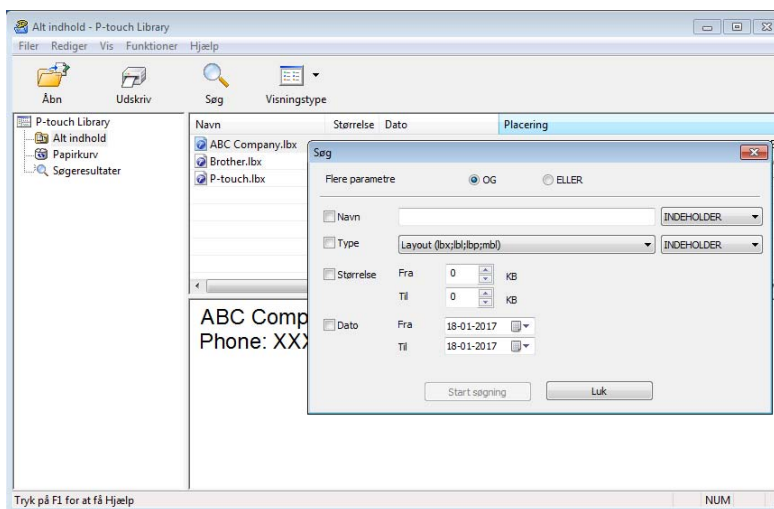 Alt indhold - P-touch Library
Filer Rediger Vis Funktioner Hjælp
Åbn Udskriv Søg Visningstype
P-touch Library
Alt indhold
Papirkurv
Søgeresultater
Navn Størrelse Dato Placering
ABC Company.lbx
Brother.lbx
P-touch.lbx
Søg
Flere parametre OG ELLER
Navn INDEHOLDER
Type Layout (lbx;lbl;lbp;mbl) INDEHOLDER
Størrelse Fra 0 KB
Til 0 KB
Dato Fra 18-01-2017
Til 18-01-2017
Start søgning Luk
ABC Comp
Phone: XXX
Tryk på F1 for at få Hjælp NUM